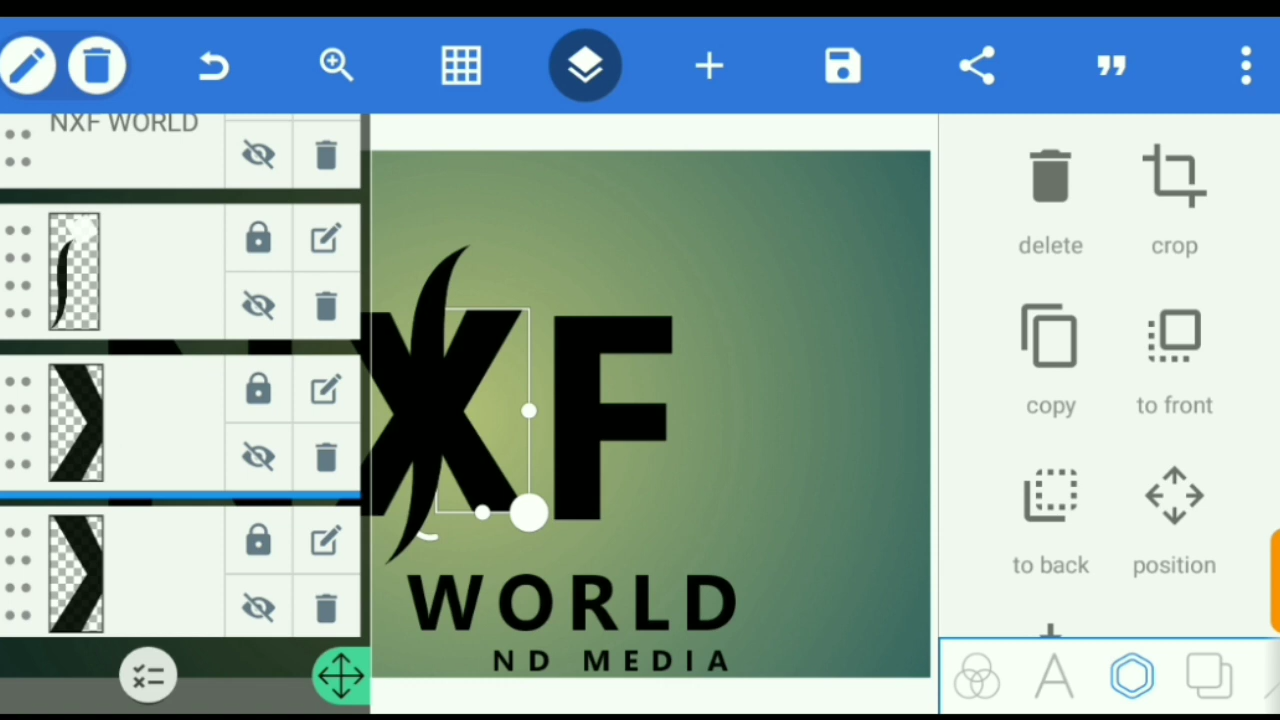 NXF WORLD
delete
crop
XF
copy
to front
to back
position
WORLD
ND MEDIA